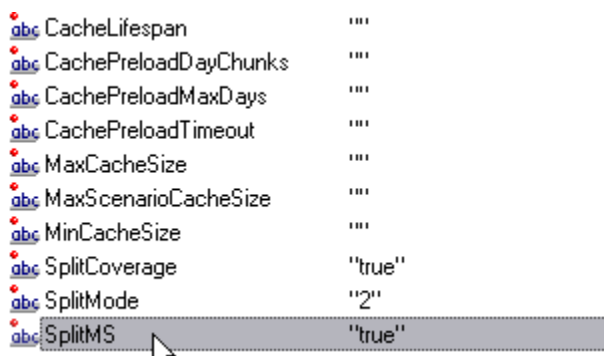 abc CacheLifespan ""
abc CachePreloadDayChunks ""
abc CachePreloadMaxDays ""
abc CachePreloadTimeout ""
abc MaxCacheSize ""
abc MaxScenarioCacheSize ""
abc MinCacheSize ""
abc SplitCoverage "true"
abc SplitMode "2"
abc SplitMS "true"